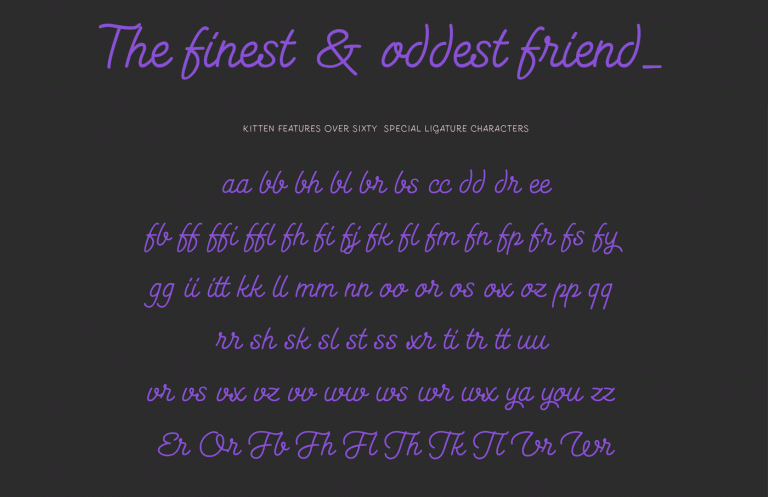 The finest & oddest friend_
KITTEN FEATURES OVER SIXTY SPECIAL LIGATURE CHARACTERS
aa bb bh bl br bs cc dd dr ee
fb ff ffi ffl fh fi fj fk fl fm fn fp fr fs fy
gg ii itt kk ll mm nn oo or os ox oz pp qq
rr sh sk sl st ss xr ti tr tt uu
vr vs vx vz vv ww ws wr wx ya you zz
Er Or Fb Fh Fl Th Tk Tl Vr Wr